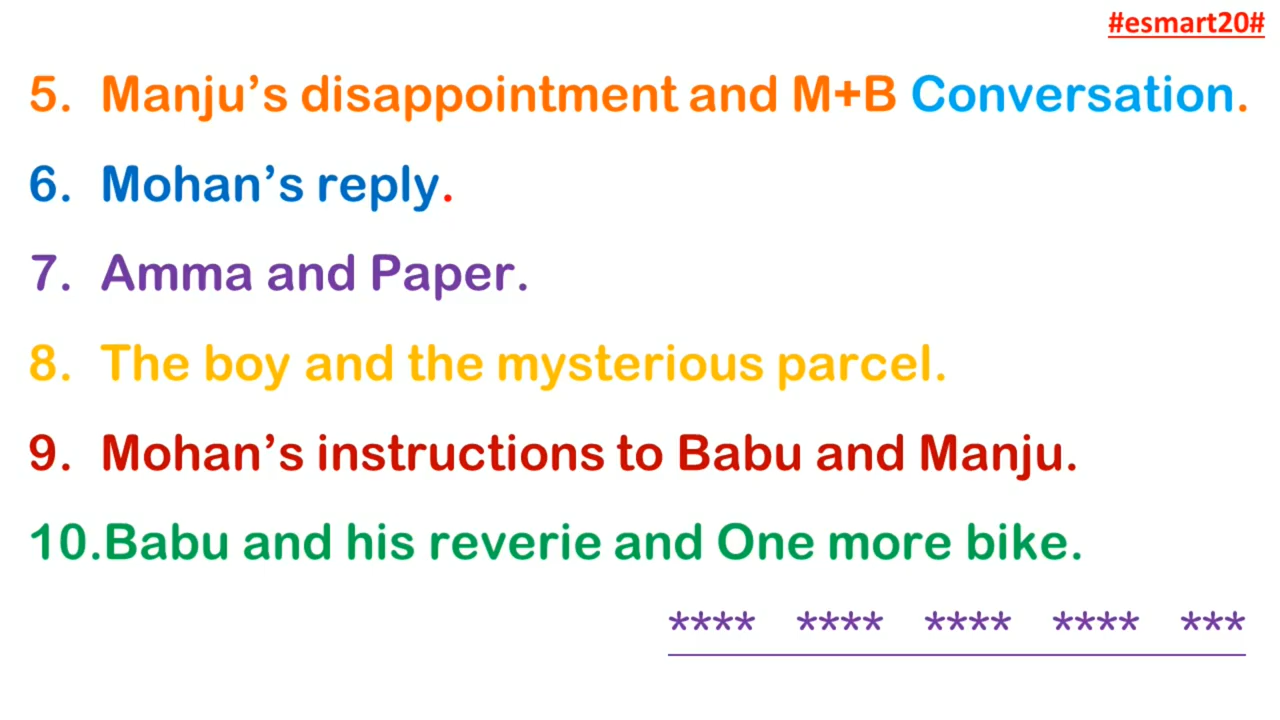 #esmart20#
5. Manju’s disappointment and M+B Conversation.
6. Mohan’s reply.
7. Amma and Paper.
8. The boy and the mysterious parcel.
9. Mohan’s instructions to Babu and Manju.
10.Babu and his reverie and One more bike.
**** **** **** **** ***